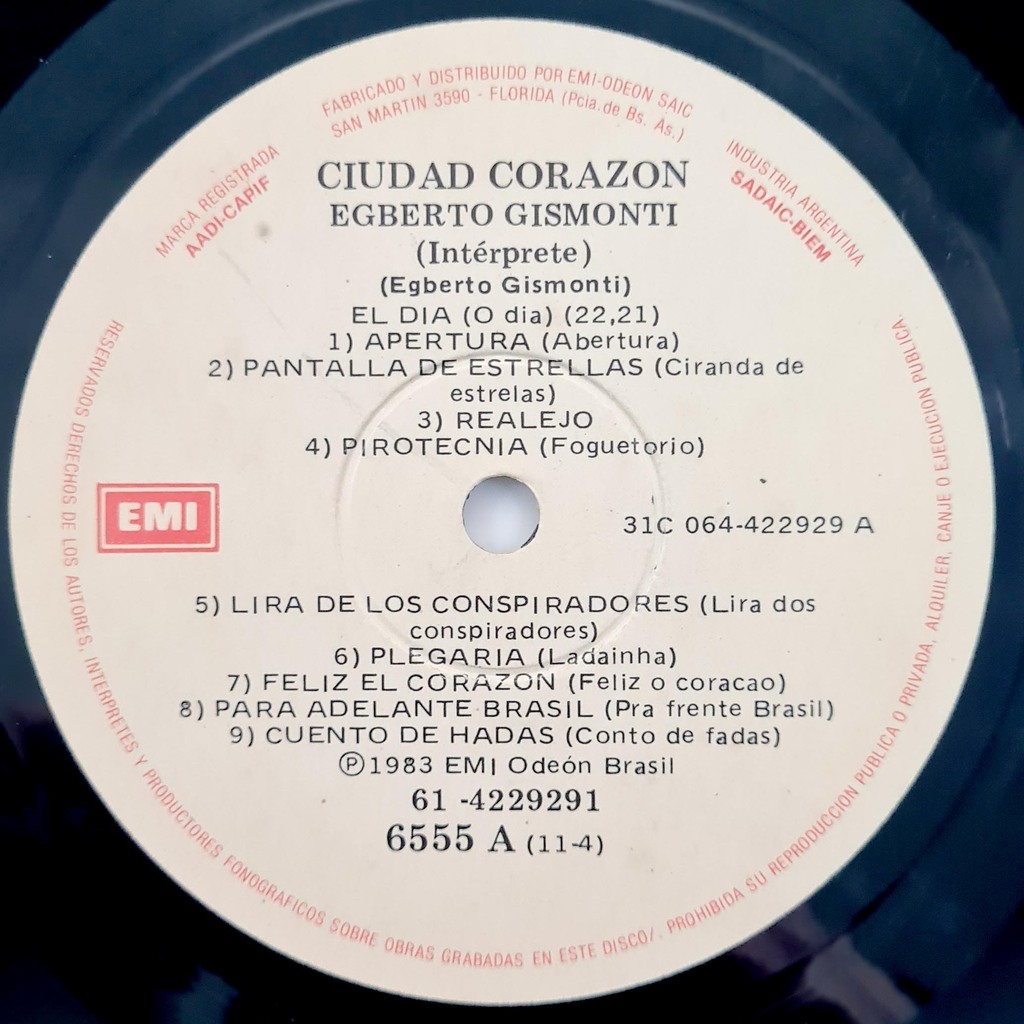 FABRICADO Y DISTRIBUIDO POR EMI-ODEON SAIC
SAN MARTIN 3590 - FLORIDA (Pcia.de Bs. As.)
MARCA REGISTRADA
AADI-CAPIF
INDUSTRIA ARGENTINA
SADAIC-BIEM
CIUDAD CORAZON
EGBERTO GISMONTI
(Intérprete)
(Egberto Gismonti)
EL DIA (O dia) (22,21)
1) APERTURA (Abertura)
2) PANTALLA DE ESTRELLAS (Ciranda de
estrelas)
3) REALEJO
4) PIROTECNIA (Foguetorio)
EMI
31C 064-422929 A
5) LIRA DE LOS CONSPIRADORES (Lira dos
conspiradores)
6) PLEGARIA (Ladainha)
7) FELIZ EL CORAZON (Feliz o coracao)
8) PARA ADELANTE BRASIL (Pra frente Brasil)
9) CUENTO DE HADAS (Conto de fadas)
Ⓟ1983 EMI Odeón Brasil
61 -4229291
6555 A (11-4)
RESERVADOS DERECHOS DE LOS AUTORES, INTERPRETES Y PRODUCTORES FONOGRAFICOS SOBRE OBRAS GRABADAS EN ESTE DISCO/. PROHIBIDA SU REPRODUCCION PUBLICA O PRIVADA, ALQUILER, CANJE O EJECUCION PUBLICA